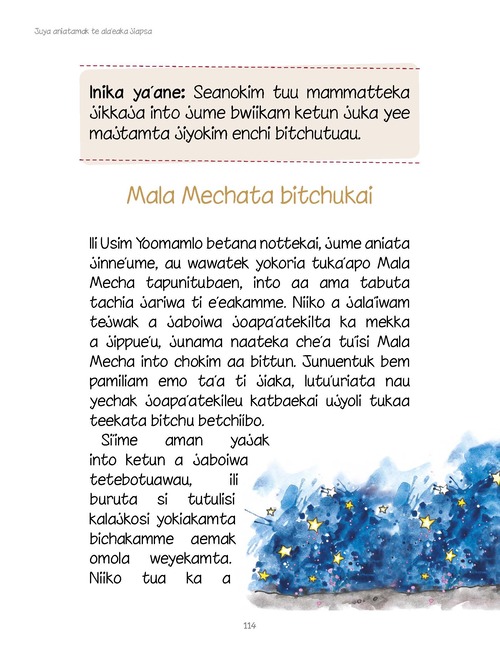 Juya aniatamak te ala'eaka Jiapsa
Inika ya'ane: Seanokim tuu mammatteka
jikkaja into jume bwiikam ketun juka yee
majtamta jiyokim enchi bitchutuau.
Mala Mechata bitchukai
Ili Usim Yoomamlo betana nottekai, jume aniata
jinne'ume, au wawatek yokoria tuka'apo Mala
Mecha tapunitubaen, into aa ama tabuta
tachia jariwa ti e'eakamme. Niiko a jala'iwam
tejwak a jaboiwa joapa'atekilta ka mekka
a jippue'u, junama naateka che'a tu'isi Mala
Mecha into chokim aa bittun. Junuentuk bem
pamiliam emo ta'a ti jiaka, lutu'uriata nau
yechak joapa'atekileu katbaekai ujyoli tukaa
teekata bitchu betchiibo.
Si'ime aman yajak
into ketun a jaboiwa
tetebotuawau, ili
buruta si tutulisi
kalajkosi yokiakamta
bichakamme aemak
omola weyekamta.
Niiko tua ka a
114